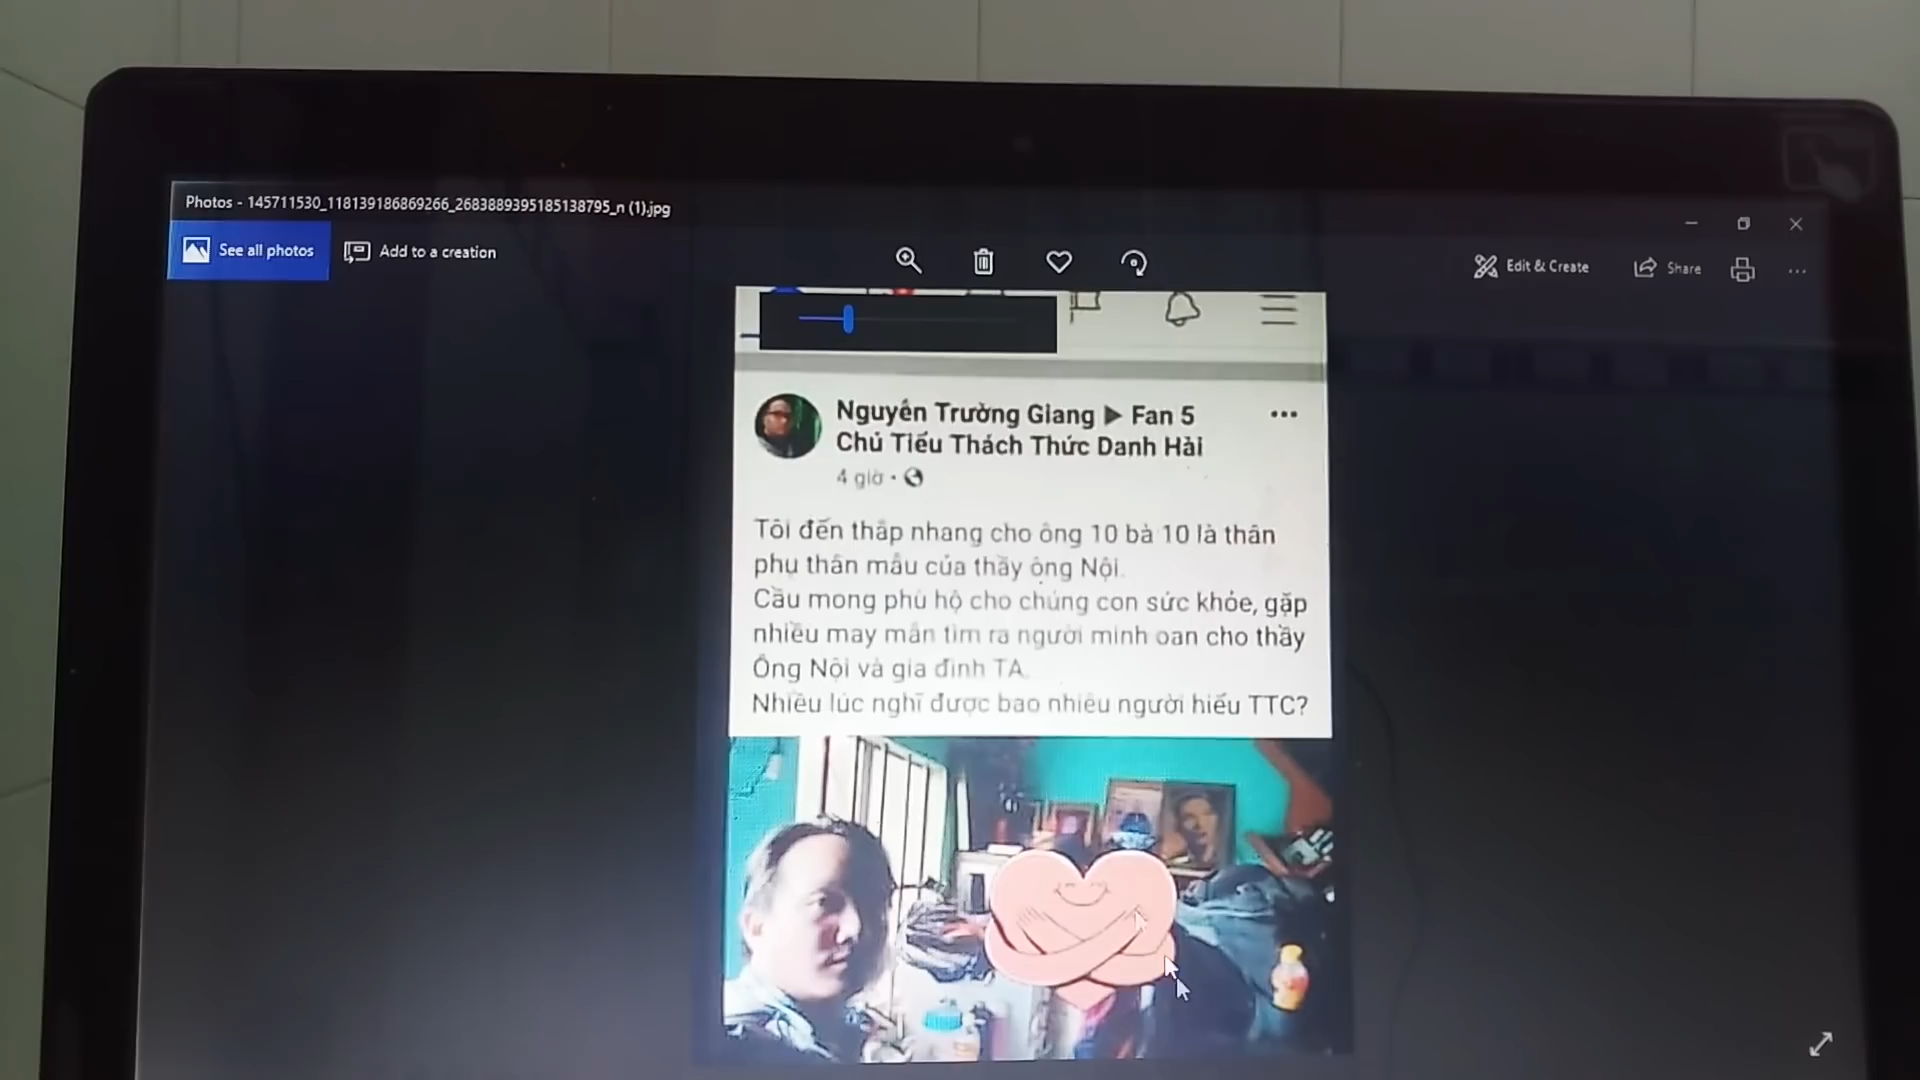 Photos - 145711530_118139186869266_2683889395185138795_n (1).jpg
See all photos
Add to a creation
Edit & Create
Share
Nguyễn Trường Giang ▶ Fan 5
Chú Tiểu Thách Thức Danh Hài
4 giờ
Tôi đến thắp nhang cho ông 10 bà 10 là thân
phụ thân mẫu của thầy ông Nội.
Cầu mong phù hộ cho chúng con sức khỏe, gặp
nhiều may mắn tìm ra người minh oan cho thầy
Ông Nội và gia đình TA.
Nhiều lúc nghĩ được bao nhiêu người hiểu TTC?